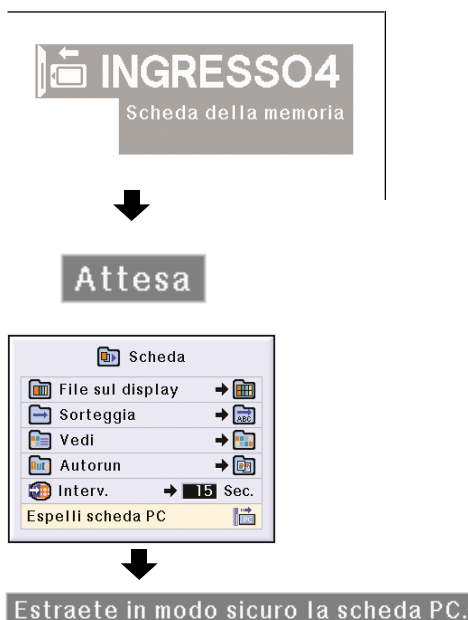 INGRESSO4
Scheda della memoria
Attesa
Scheda
File sul display
Sorteggia ABC
Vedi
Autorun
Interv. 15 Sec.
Espelli scheda PC
Estraete in modo sicuro la scheda PC.